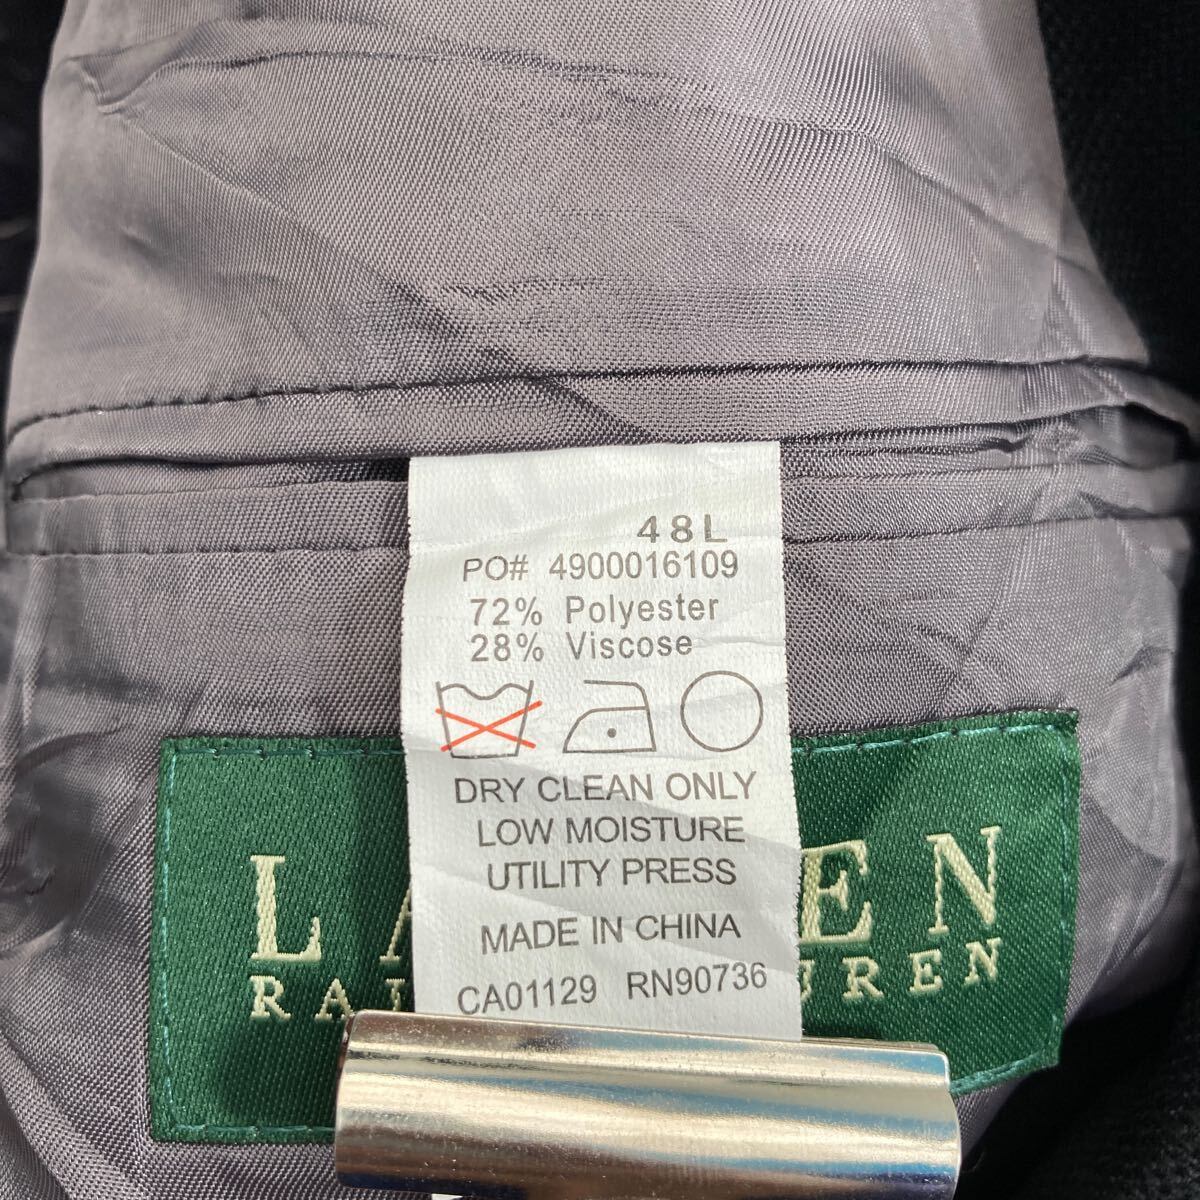 48L
PO# 4900016109
72% Polyester
28% Viscose
DRY CLEAN ONLY
LOW MOISTURE
UTILITY PRESS
MADE IN CHINA
CA01129 RN90736